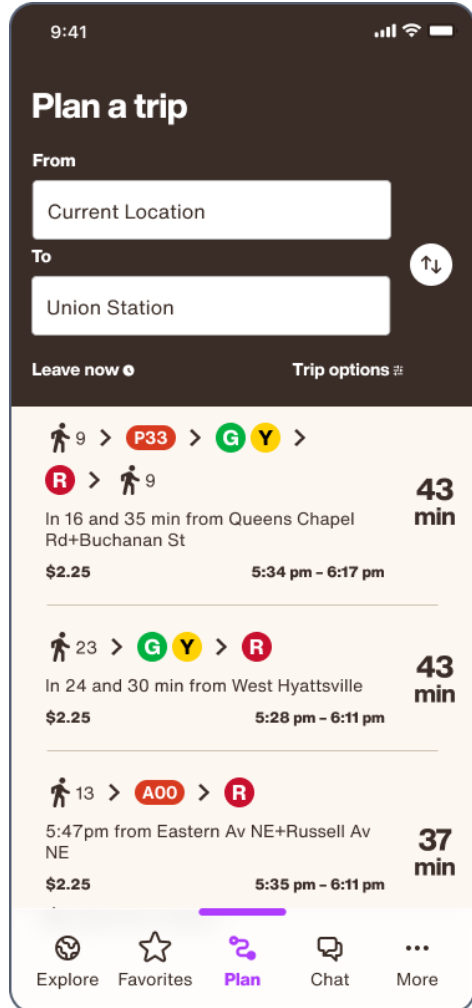 9:41
Plan a trip
From
Current Location
To
Union Station
Leave now
Trip options
9 > P33 > G Y >
R > 9
43
min
In 16 and 35 min from Queens Chapel
Rd+Buchanan St
$2.25
5:34 pm – 6:17 pm
23 > G Y > R
43
min
In 24 and 30 min from West Hyattsville
$2.25
5:28 pm – 6:11 pm
13 > A00 > R
37
min
5:47pm from Eastern Av NE+Russell Av
NE
$2.25
5:35 pm – 6:11 pm
Explore
Favorites
Plan
Chat
More